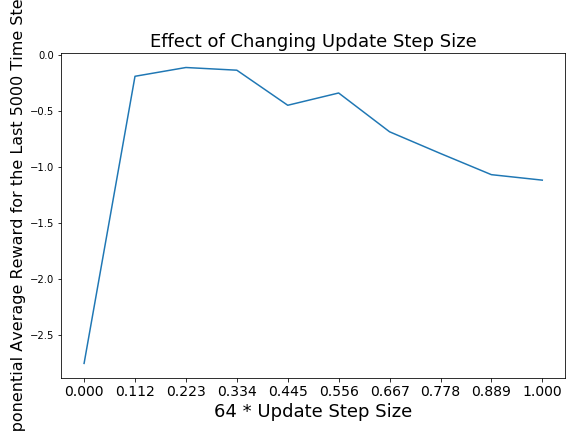 Effect of Changing Update Step Size
Average Reward for the Last 5000 Time
0.0
−0.5
−1.0
−1.5
−2.0
−2.5
0.000 0.112 0.223 0.334 0.445 0.556 0.667 0.778 0.889 1.000
64 * Update Step Size